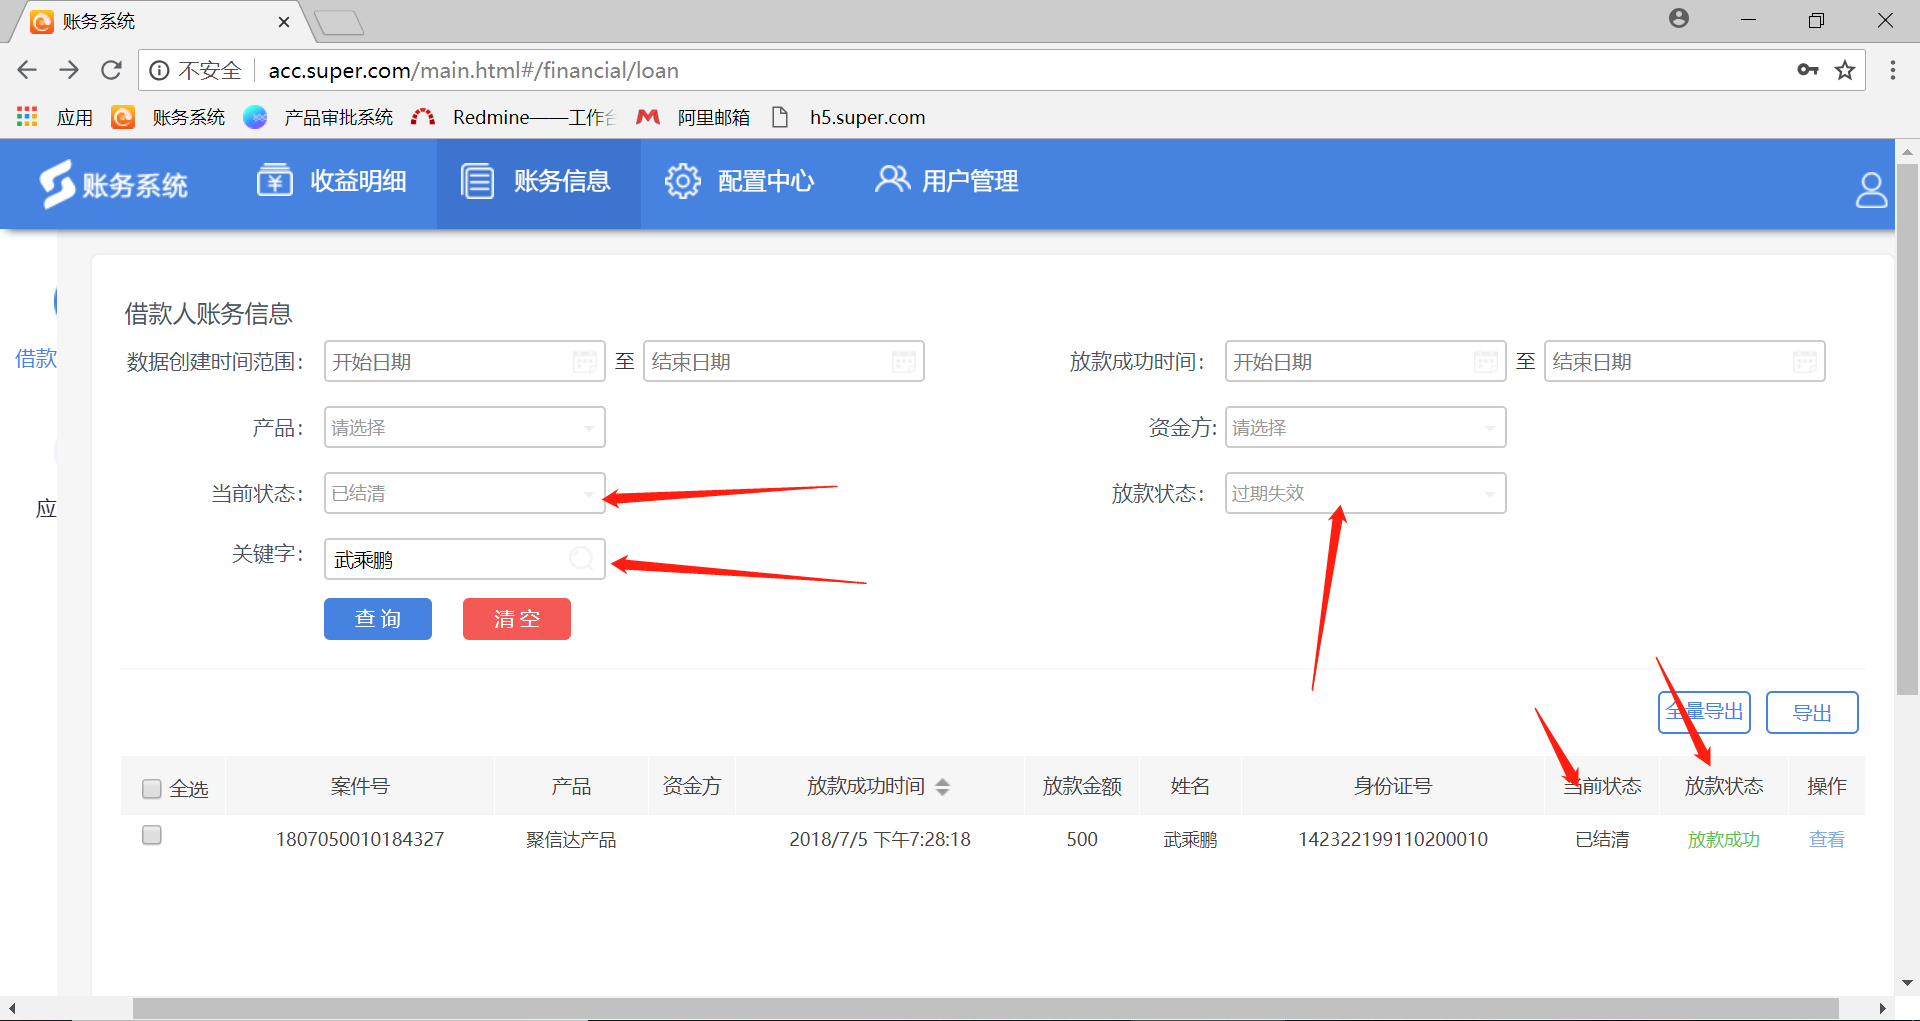 账务系统
不安全 acc.super.com/main.html#/financial/loan
应用 账务系统 产品审批系统 Redmine——工作台 阿里邮箱 h5.super.com
账务系统 收益明细 账务信息 配置中心 用户管理
借款
应
借款人账务信息
数据创建时间范围: 开始日期 至 结束日期 放款成功时间: 开始日期 至 结束日期
产品: 请选择 资金方: 请选择
当前状态: 已结清 放款状态: 过期失效
关键字: 武乘鹏
查 询 清 空
全量导出 导出
全选 案件号 产品 资金方 放款成功时间 放款金额 姓名 身份证号 当前状态 放款状态 操作
1807050010184327 聚信达产品 2018/7/5 下午7:28:18 500 武乘鹏 142322199110200010 已结清 放款成功 查看